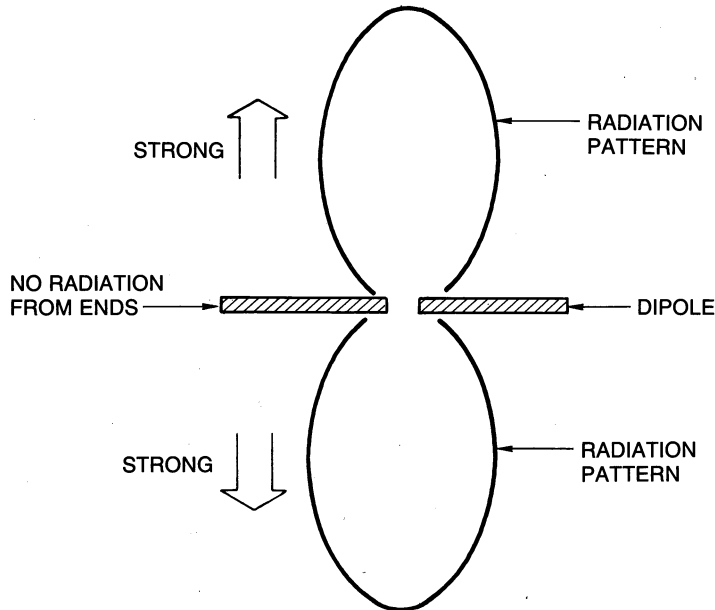 RADIATION
PATTERN
STRONG
NO RADIATION
FROM ENDS
DIPOLE
STRONG
RADIATION
PATTERN